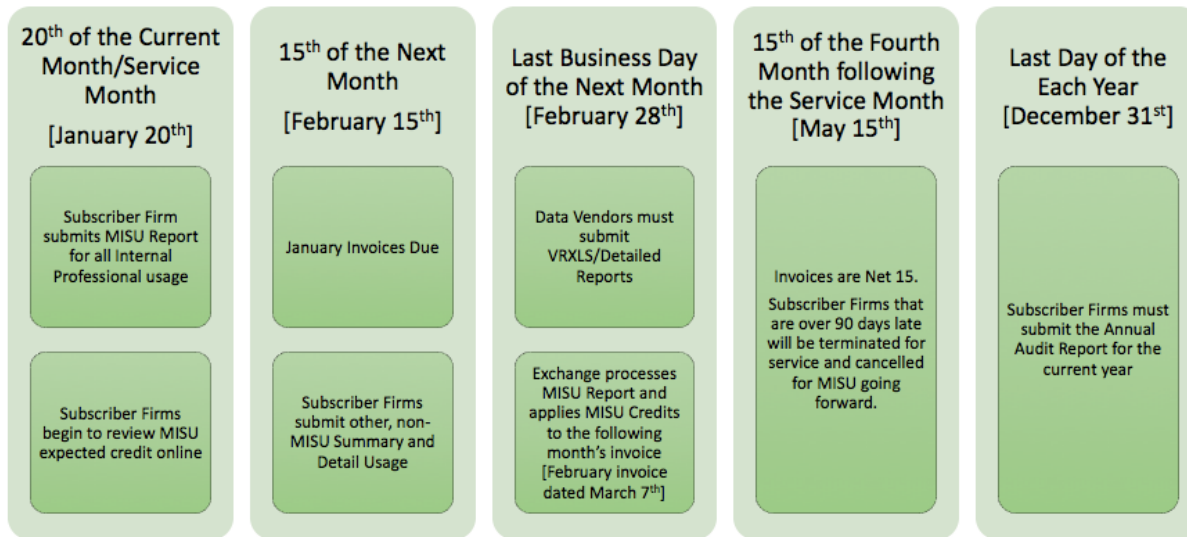 20th of the Current
Month/Service
Month
[January 20th]
Subscriber Firm
submits MISU Report
for all Internal
Professional usage
Subscriber Firms
begin to review MISU
expected credit online
15th of the Next
Month
[February 15th]
January Invoices Due
Subscriber Firms
submit other, non-
MISU Summary and
Detail Usage
Last Business Day
of the Next Month
[February 28th]
Data Vendors must
submit
VRXLS/Detailed
Reports
Exchange processes
MISU Report and
applies MISU Credits
to the following
month's invoice
[February invoice
dated March 7th]
15th of the Fourth
Month following
the Service Month
[May 15th]
Invoices are Net 15.
Subscriber Firms that
are over 90 days late
will be terminated for
service and cancelled
for MISU going
forward.
Last Day of the
Each Year
[December 31st]
Subscriber Firms must
submit the Annual
Audit Report for the
current year